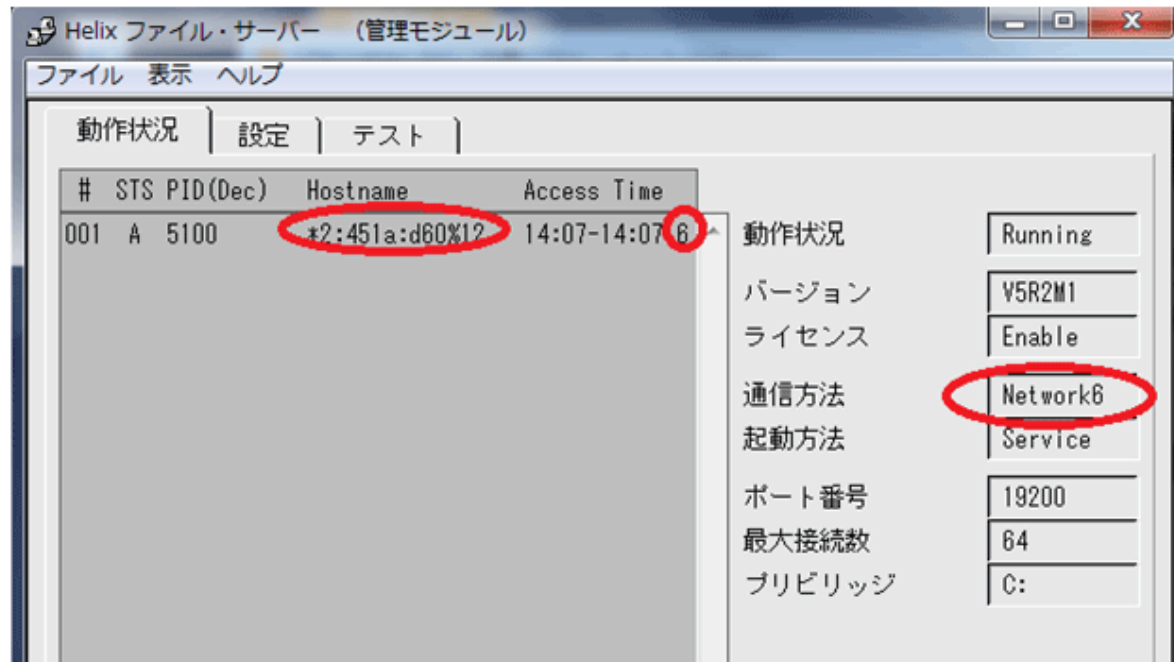 Helix ファイル・サーバー （管理モジュール）
ファイル 表示 ヘルプ
動作状況 設定 テスト
# STS PID(Dec) Hostname Access Time
001 A 5100 *2:451a:d60%12 14:07-14:07 6
動作状況 Running
バージョン V5R2M1
ライセンス Enable
通信方法 Network6
起動方法 Service
ポート番号 19200
最大接続数 64
プリビリッジ C: